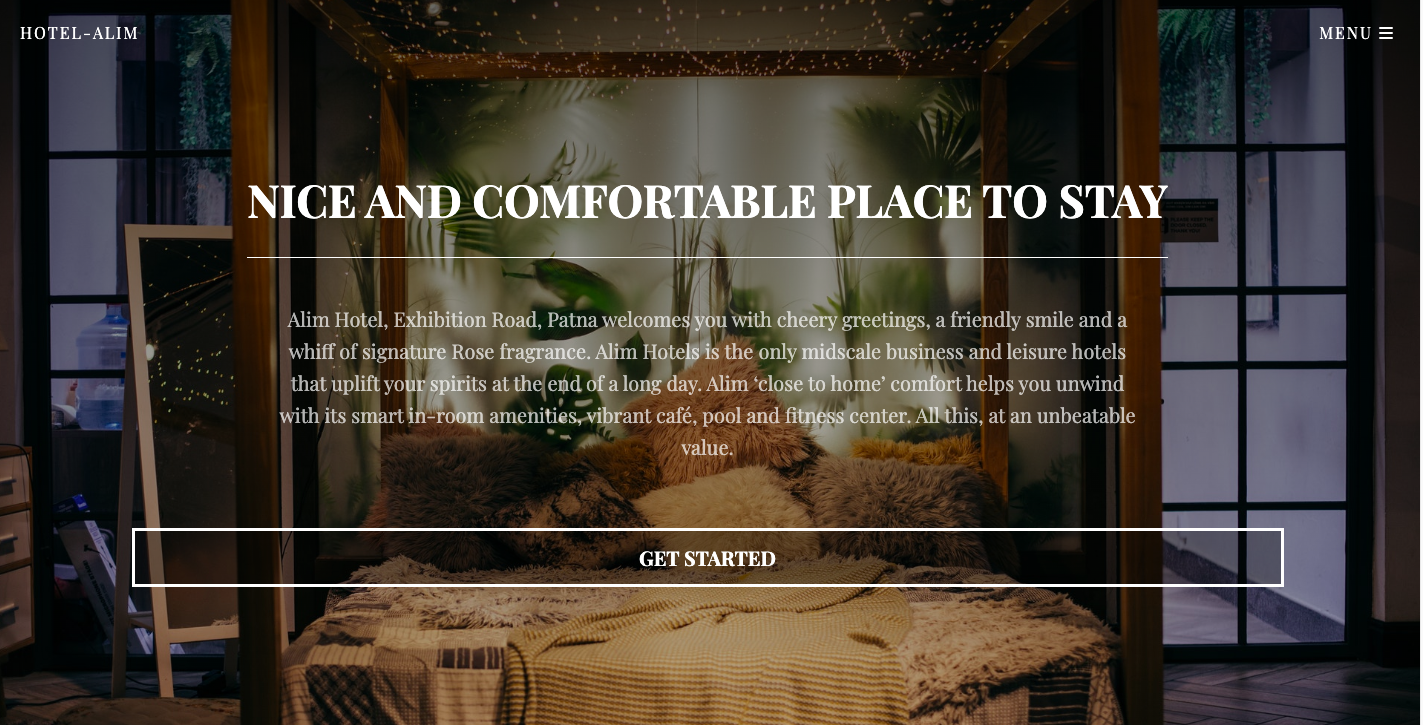 HOTEL-ALIM
MENU
NICE AND COMFORTABLE PLACE TO STAY
Alim Hotel, Exhibition Road, Patna welcomes you with cheery greetings, a friendly smile and a
whiff of signature Rose fragrance. Alim Hotels is the only midscale business and leisure hotels
that uplift your spirits at the end of a long day. Alim ‘close to home’ comfort helps you unwind
with its smart in-room amenities, vibrant café, pool and fitness center. All this, at an unbeatable
value.
GET STARTED